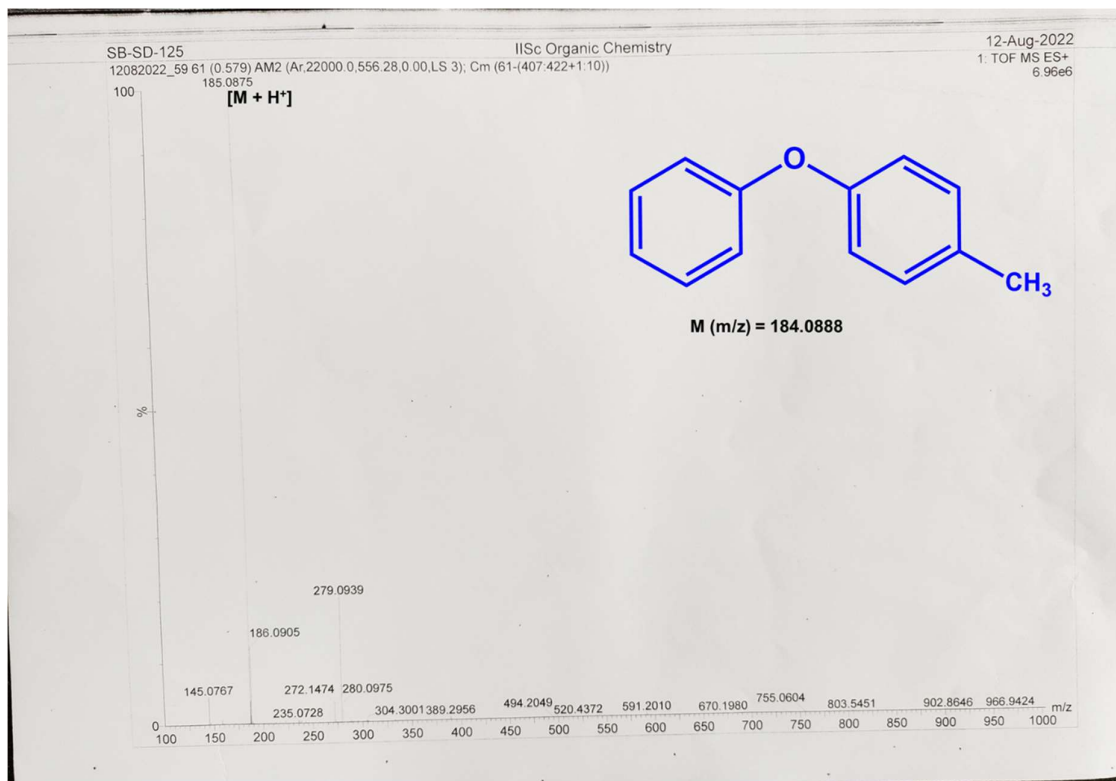 SB-SD-125
IISc Organic Chemistry
12-Aug-2022
12082022_59 61 (0.579) AM2 (Ar,22000.0,556.28,0.00,LS 3); Cm (61-(407:422+1:10))
1: TOF MS ES+
6.96e6
185.0875
100
[M + H⁺]
O
CH₃
M (m/z) = 184.0888
%
279.0939
186.0905
145.0767
272.1474
280.0975
235.0728
304.3001
389.2956
494.2049
520.4372
591.2010
670.1980
755.0604
803.5451
902.8646
966.9424
0
m/z
100 150 200 250 300 350 400 450 500 550 600 650 700 750 800 850 900 950 1000